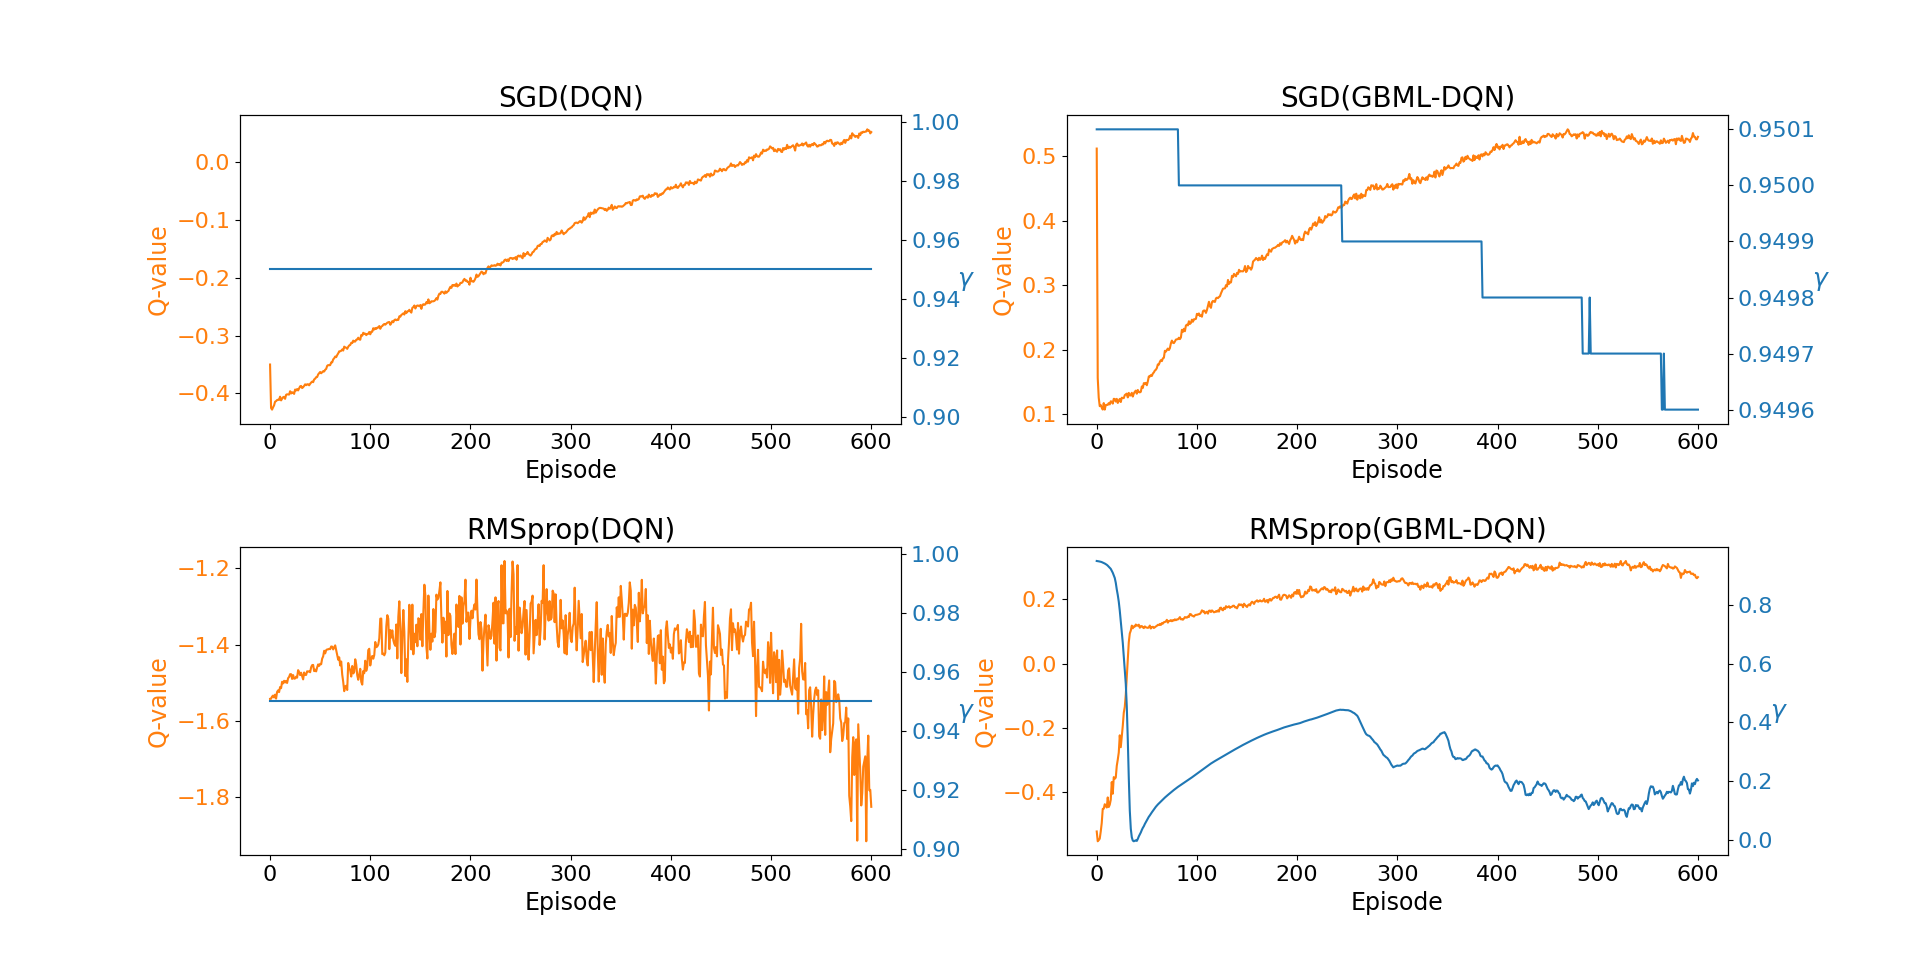 SGD(DQN)
0.0
−0.1
−0.2
−0.3
−0.4
Q-value
1.00
0.98
0.96
0.94
0.92
0.90
γ
0 100 200 300 400 500 600
Episode
SGD(GBML-DQN)
0.5
0.4
0.3
0.2
0.1
Q-value
0.9501
0.9500
0.9499
0.9498
0.9497
0.9496
γ
0 100 200 300 400 500 600
Episode
RMSprop(DQN)
−1.2
−1.4
−1.6
−1.8
Q-value
1.00
0.98
0.96
0.94
0.92
0.90
γ
0 100 200 300 400 500 600
Episode
RMSprop(GBML-DQN)
0.2
0.0
−0.2
−0.4
Q-value
0.8
0.6
0.4
0.2
0.0
γ
0 100 200 300 400 500 600
Episode